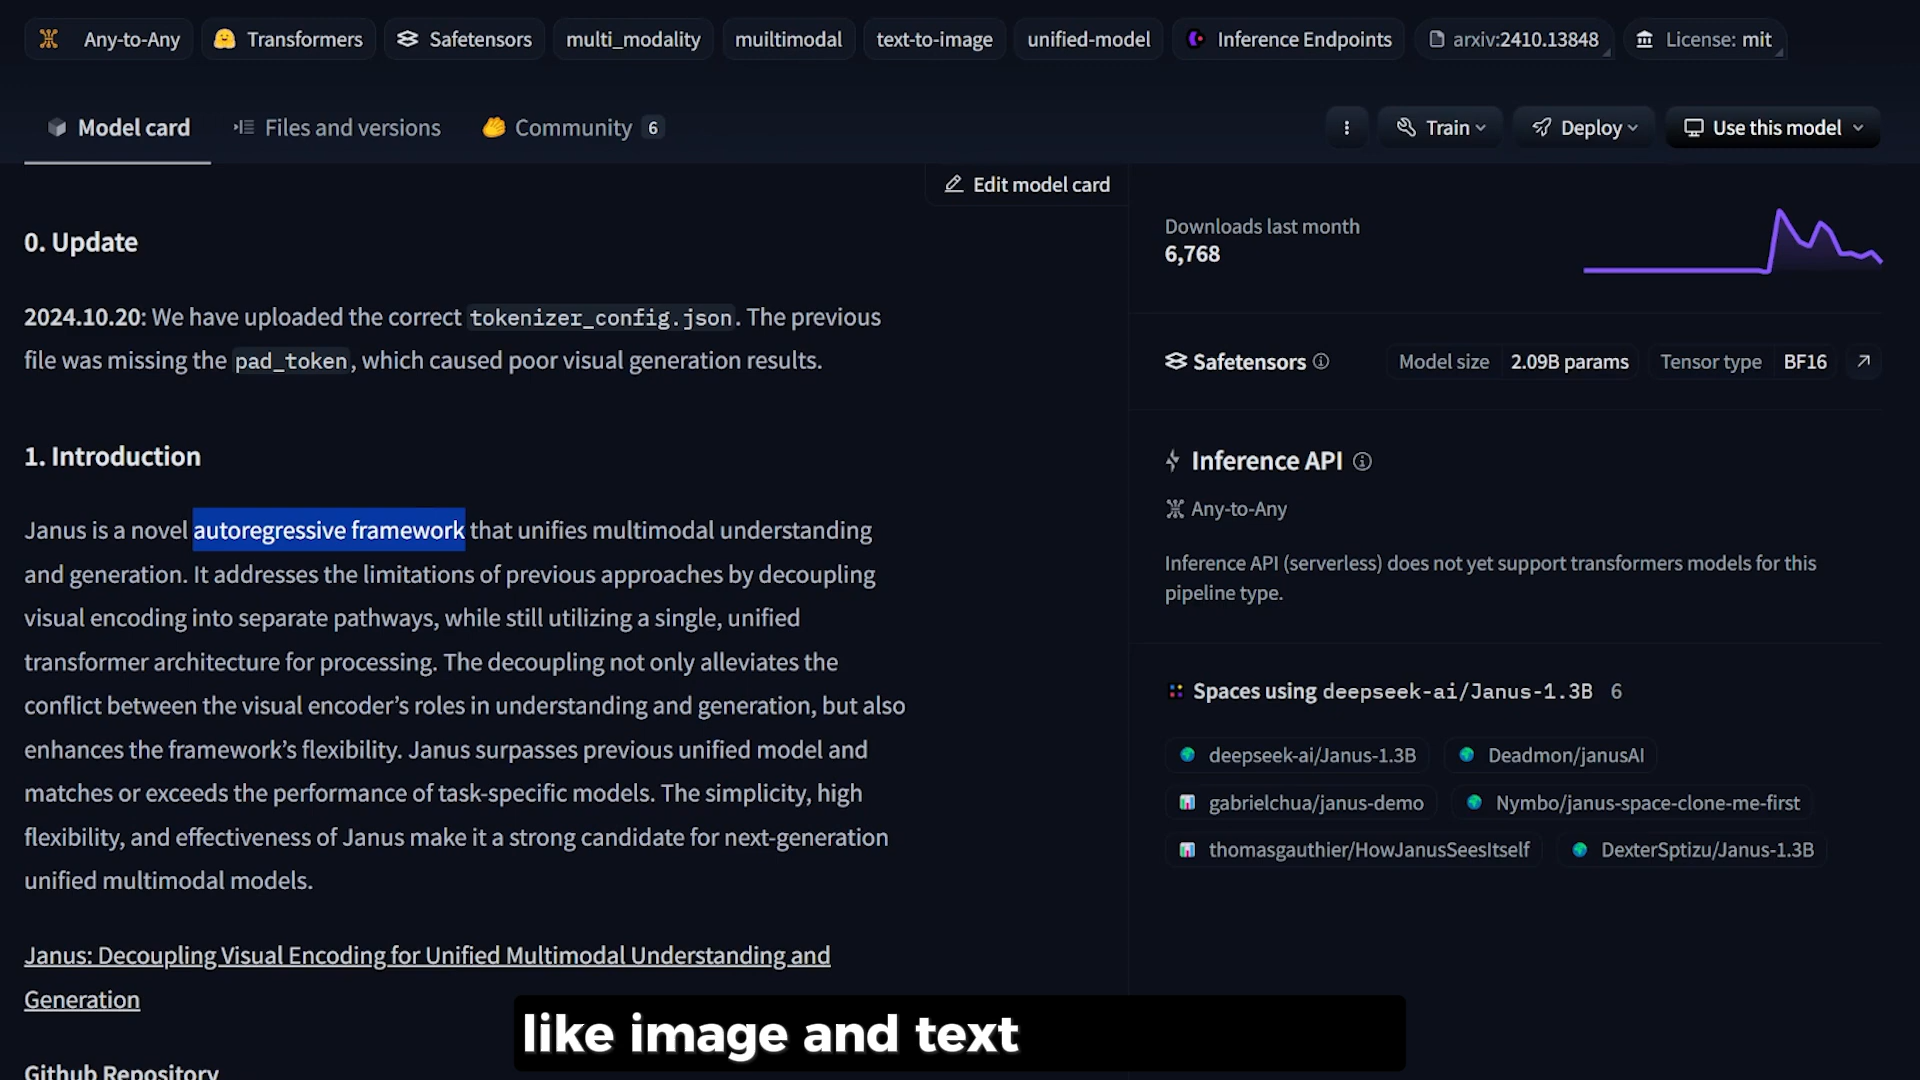 Any-to-Any Transformers Safetensors multi_modality muiltimodal text-to-image unified-model Inference Endpoints arxiv:2410.13848 License: mit
Model card Files and versions Community 6 Train Deploy Use this model
Edit model card
0. Update
2024.10.20: We have uploaded the correct tokenizer_config.json. The previous
file was missing the pad_token, which caused poor visual generation results.
1. Introduction
Janus is a novel autoregressive framework that unifies multimodal understanding
and generation. It addresses the limitations of previous approaches by decoupling
visual encoding into separate pathways, while still utilizing a single, unified
transformer architecture for processing. The decoupling not only alleviates the
conflict between the visual encoder’s roles in understanding and generation, but also
enhances the framework’s flexibility. Janus surpasses previous unified model and
matches or exceeds the performance of task-specific models. The simplicity, high
flexibility, and effectiveness of Janus make it a strong candidate for next-generation
unified multimodal models.
Janus: Decoupling Visual Encoding for Unified Multimodal Understanding and
Generation
Github Repository
Downloads last month
6,768
Safetensors Model size 2.09B params Tensor type BF16
Inference API
Any-to-Any
Inference API (serverless) does not yet support transformers models for this
pipeline type.
Spaces using deepseek-ai/Janus-1.3B 6
deepseek-ai/Janus-1.3B Deadmon/janusAI
gabrielchua/janus-demo Nymbo/janus-space-clone-me-first
thomasgauthier/HowJanusSeesItself DexterSptizu/Janus-1.3B
like image and text